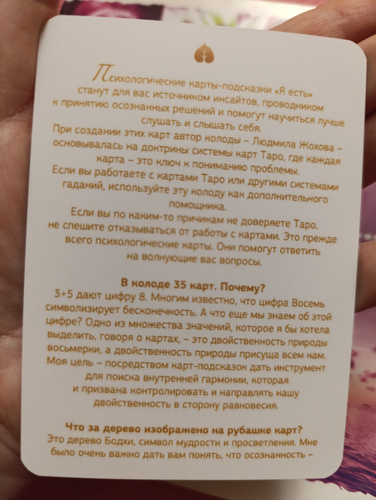 Психологические карты-подсказки «Я есть»
станут для вас источником инсайтов, проводником
к принятию осознанных решений и помогут научиться лучше
слушать и слышать себя.
При создании этих карт автор колоды – Людмила Жохова –
основывалась на доктрины системы карт Таро, где каждая
карта – это ключ к пониманию проблемы.
Если вы работаете с картами Таро или другими системами
гаданий, используйте эту колоду как дополнительного
помощника.
Если вы по каким-то причинам не доверяете Таро,
не спешите отказываться от работы с картами. Это прежде
всего психологические карты. Они помогут ответить
на волнующие вас вопросы.
В колоде 35 карт. Почему?
3+5 дают цифру 8. Многим известно, что цифра Восемь
символизирует бесконечность. А что еще мы знаем об этой
цифре? Одно из множества значений, которое я бы хотела
выделить, говоря о картах, – это двойственность природы
восьмерки, а двойственность природы присуща всем нам.
Моя цель – посредством карт-подсказок дать инструмент
для поиска внутренней гармонии, которая
и призвана контролировать и направлять нашу
двойственность в сторону равновесия.
Что за дерево изображено на рубашке карт?
Это дерево Бодхи, символ мудрости и просветления. Мне
было очень важно дать вам понять, что осознанность –